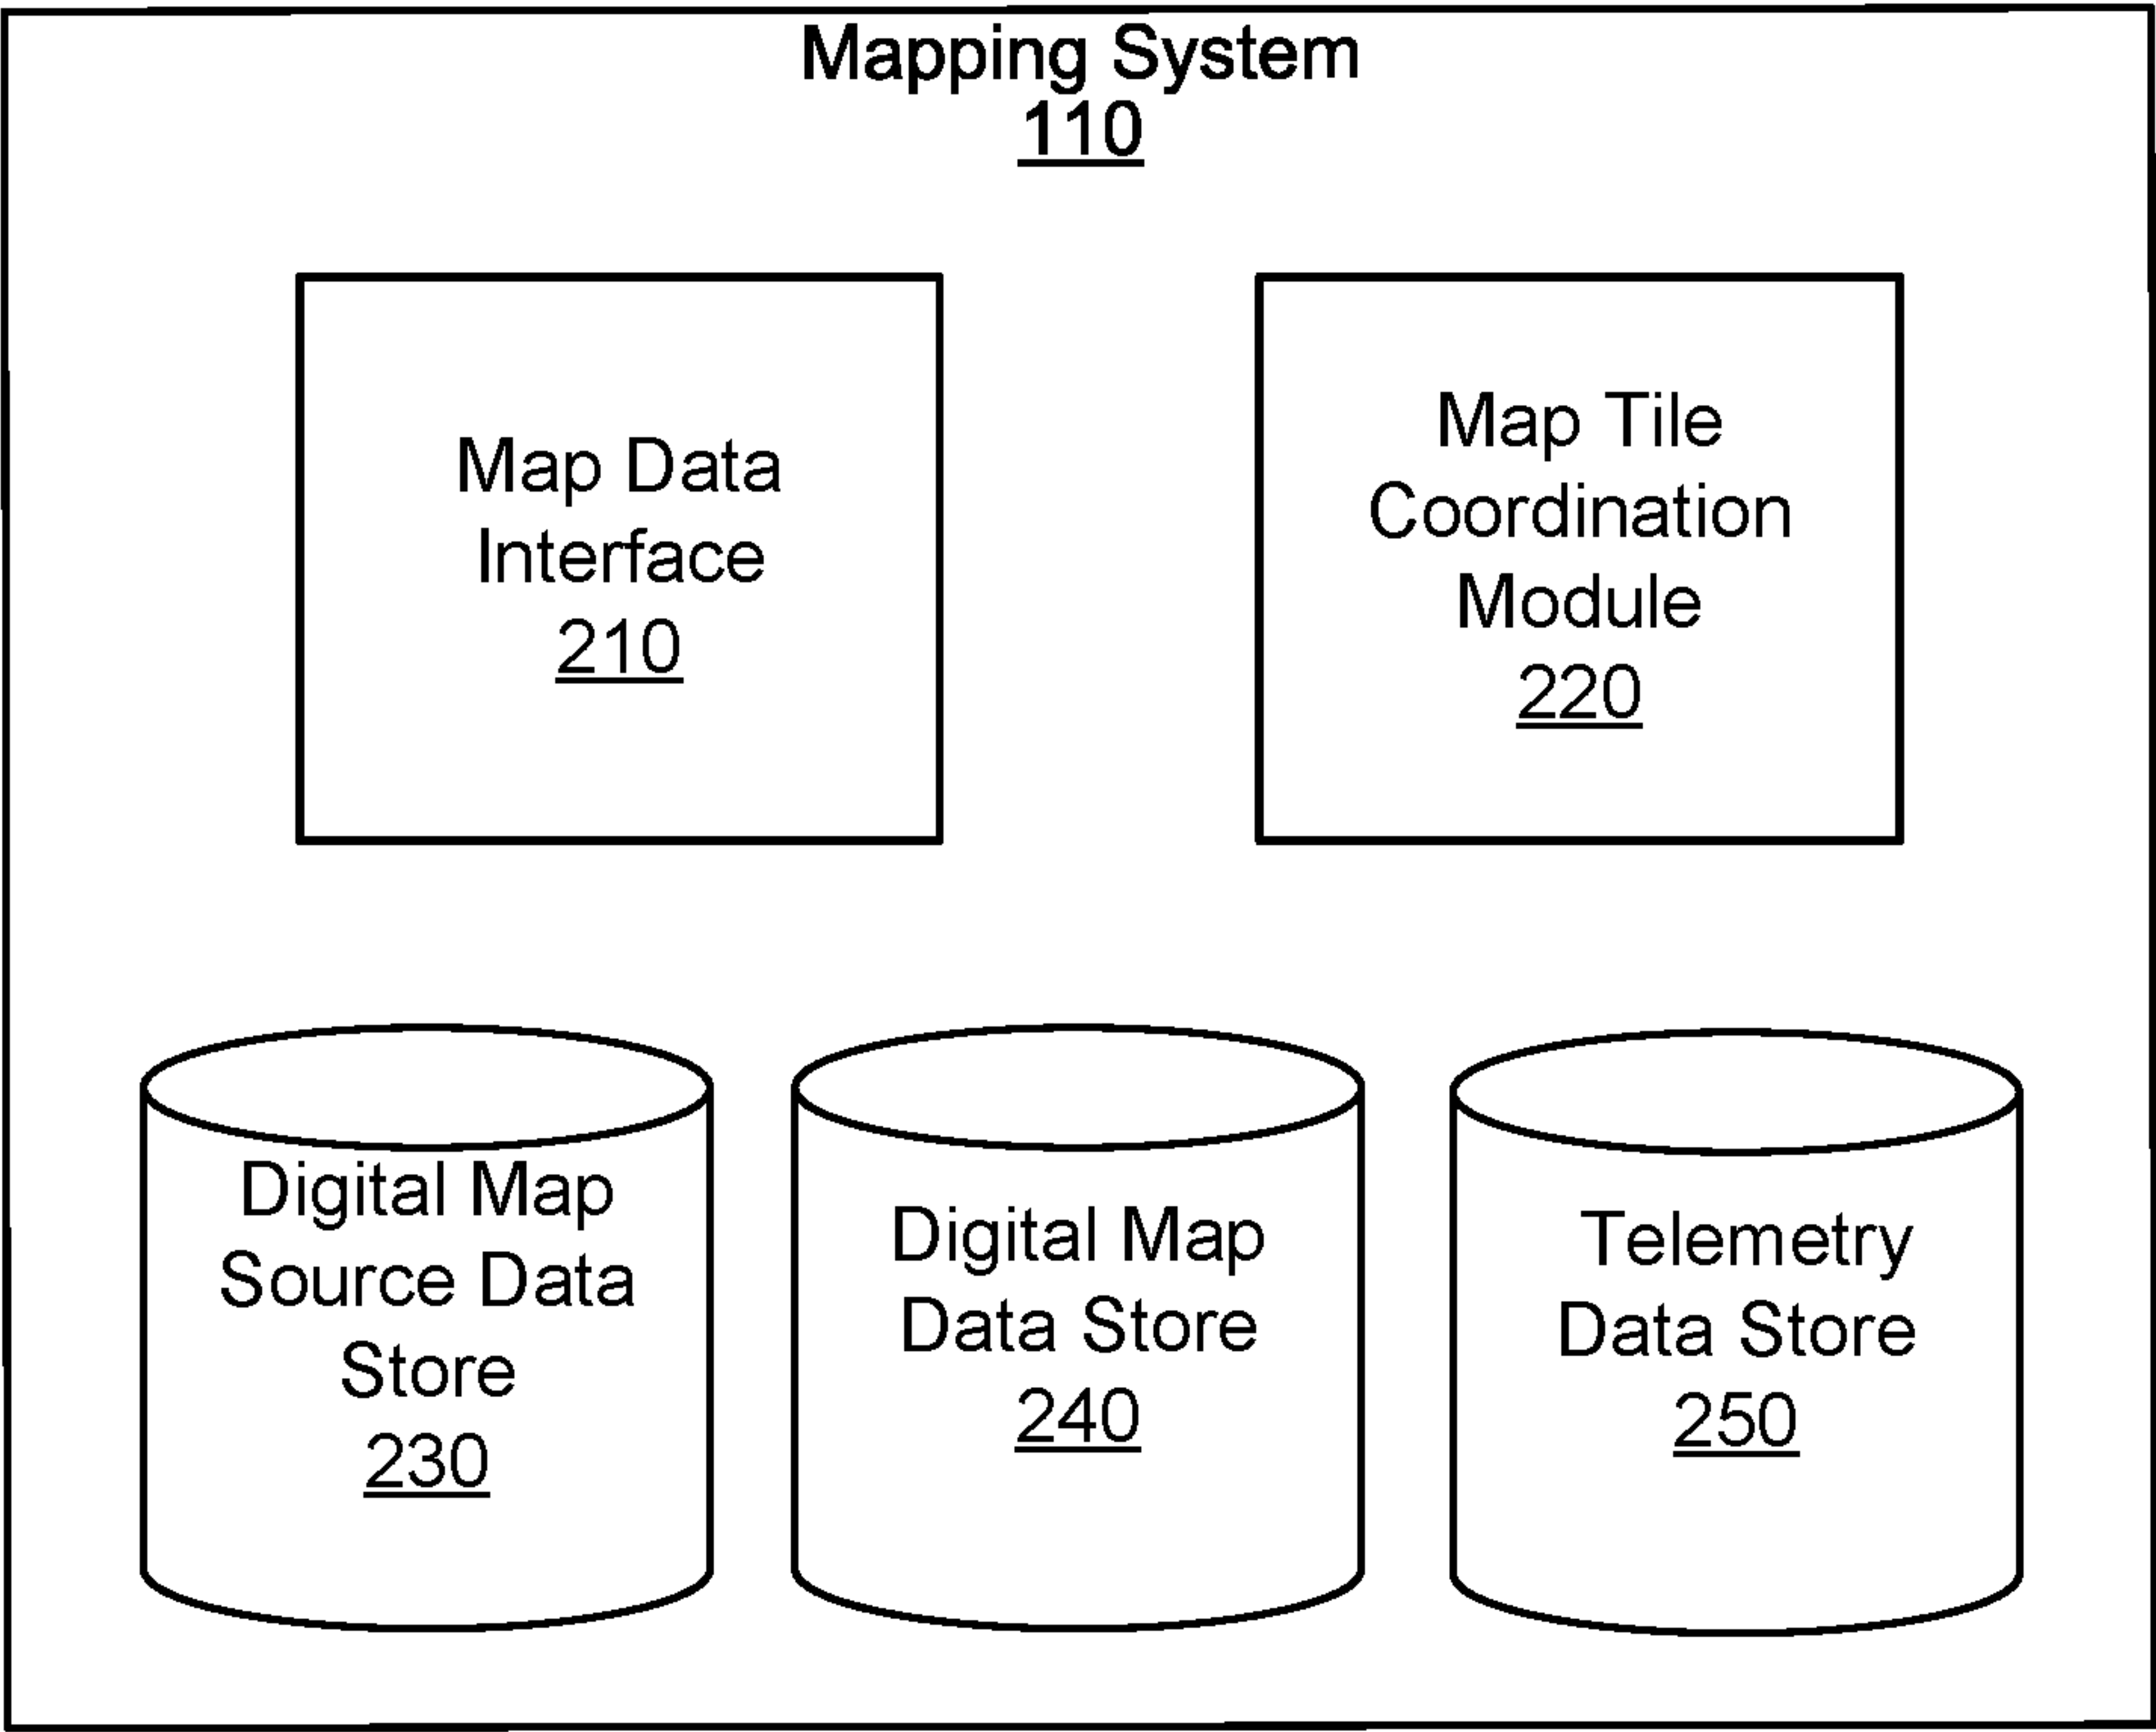 Mapping System
110
Map Data
Interface
210
Map Tile
Coordination
Module
220
Digital Map
Source Data
Store
230
Digital Map
Data Store
240
Telemetry
Data Store
250